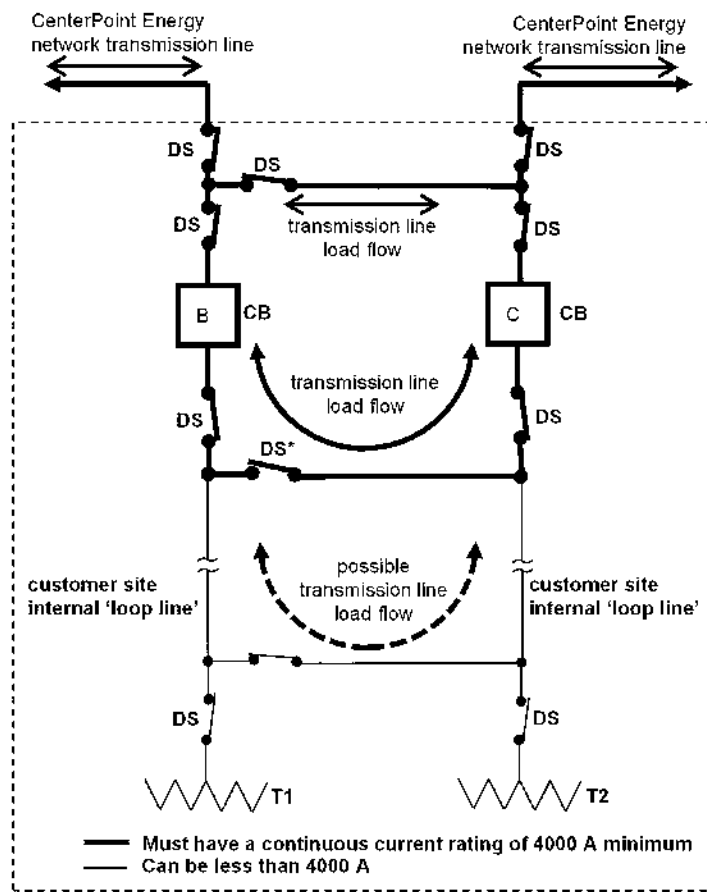 CenterPoint Energy
network transmission line
CenterPoint Energy
network transmission line
DS
DS
DS
transmission line
load flow
DS
DS
B
CB
C
CB
transmission line
load flow
DS
DS
DS*
customer site
internal 'loop line'
possible
transmission line
load flow
customer site
internal 'loop line'
DS
DS
T1
T2
Must have a continuous current rating of 4000 A minimum
Can be less than 4000 A